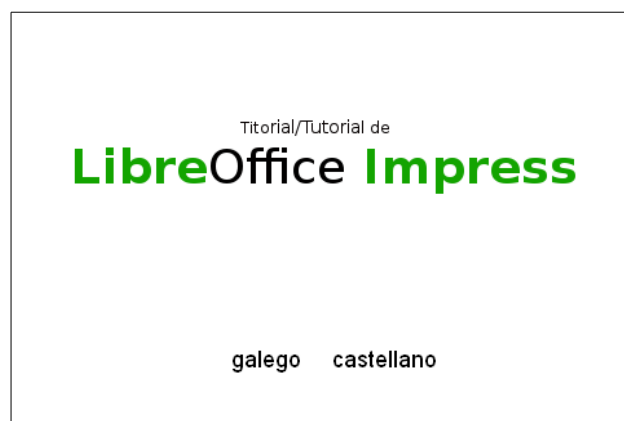 Titorial/Tutorial de
LibreOffice Impress
galego castellano